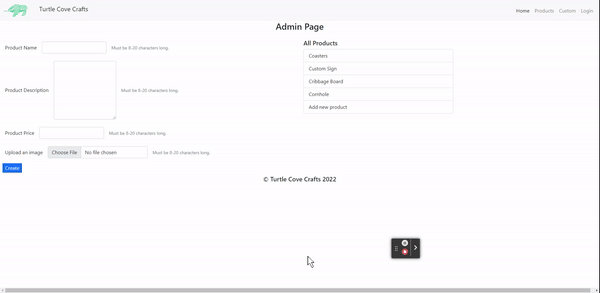 Turtle Cove Crafts
Home Products Custom Login
Admin Page
Product Name Must be 8-20 characters long.
Product Description Must be 8-20 characters long.
Product Price Must be 8-20 characters long.
Upload an image Choose File No file chosen Must be 8-20 characters long.
Create
All Products
Coasters
Custom Sign
Cribbage Board
Cornhole
Add new product
© Turtle Cove Crafts 2022